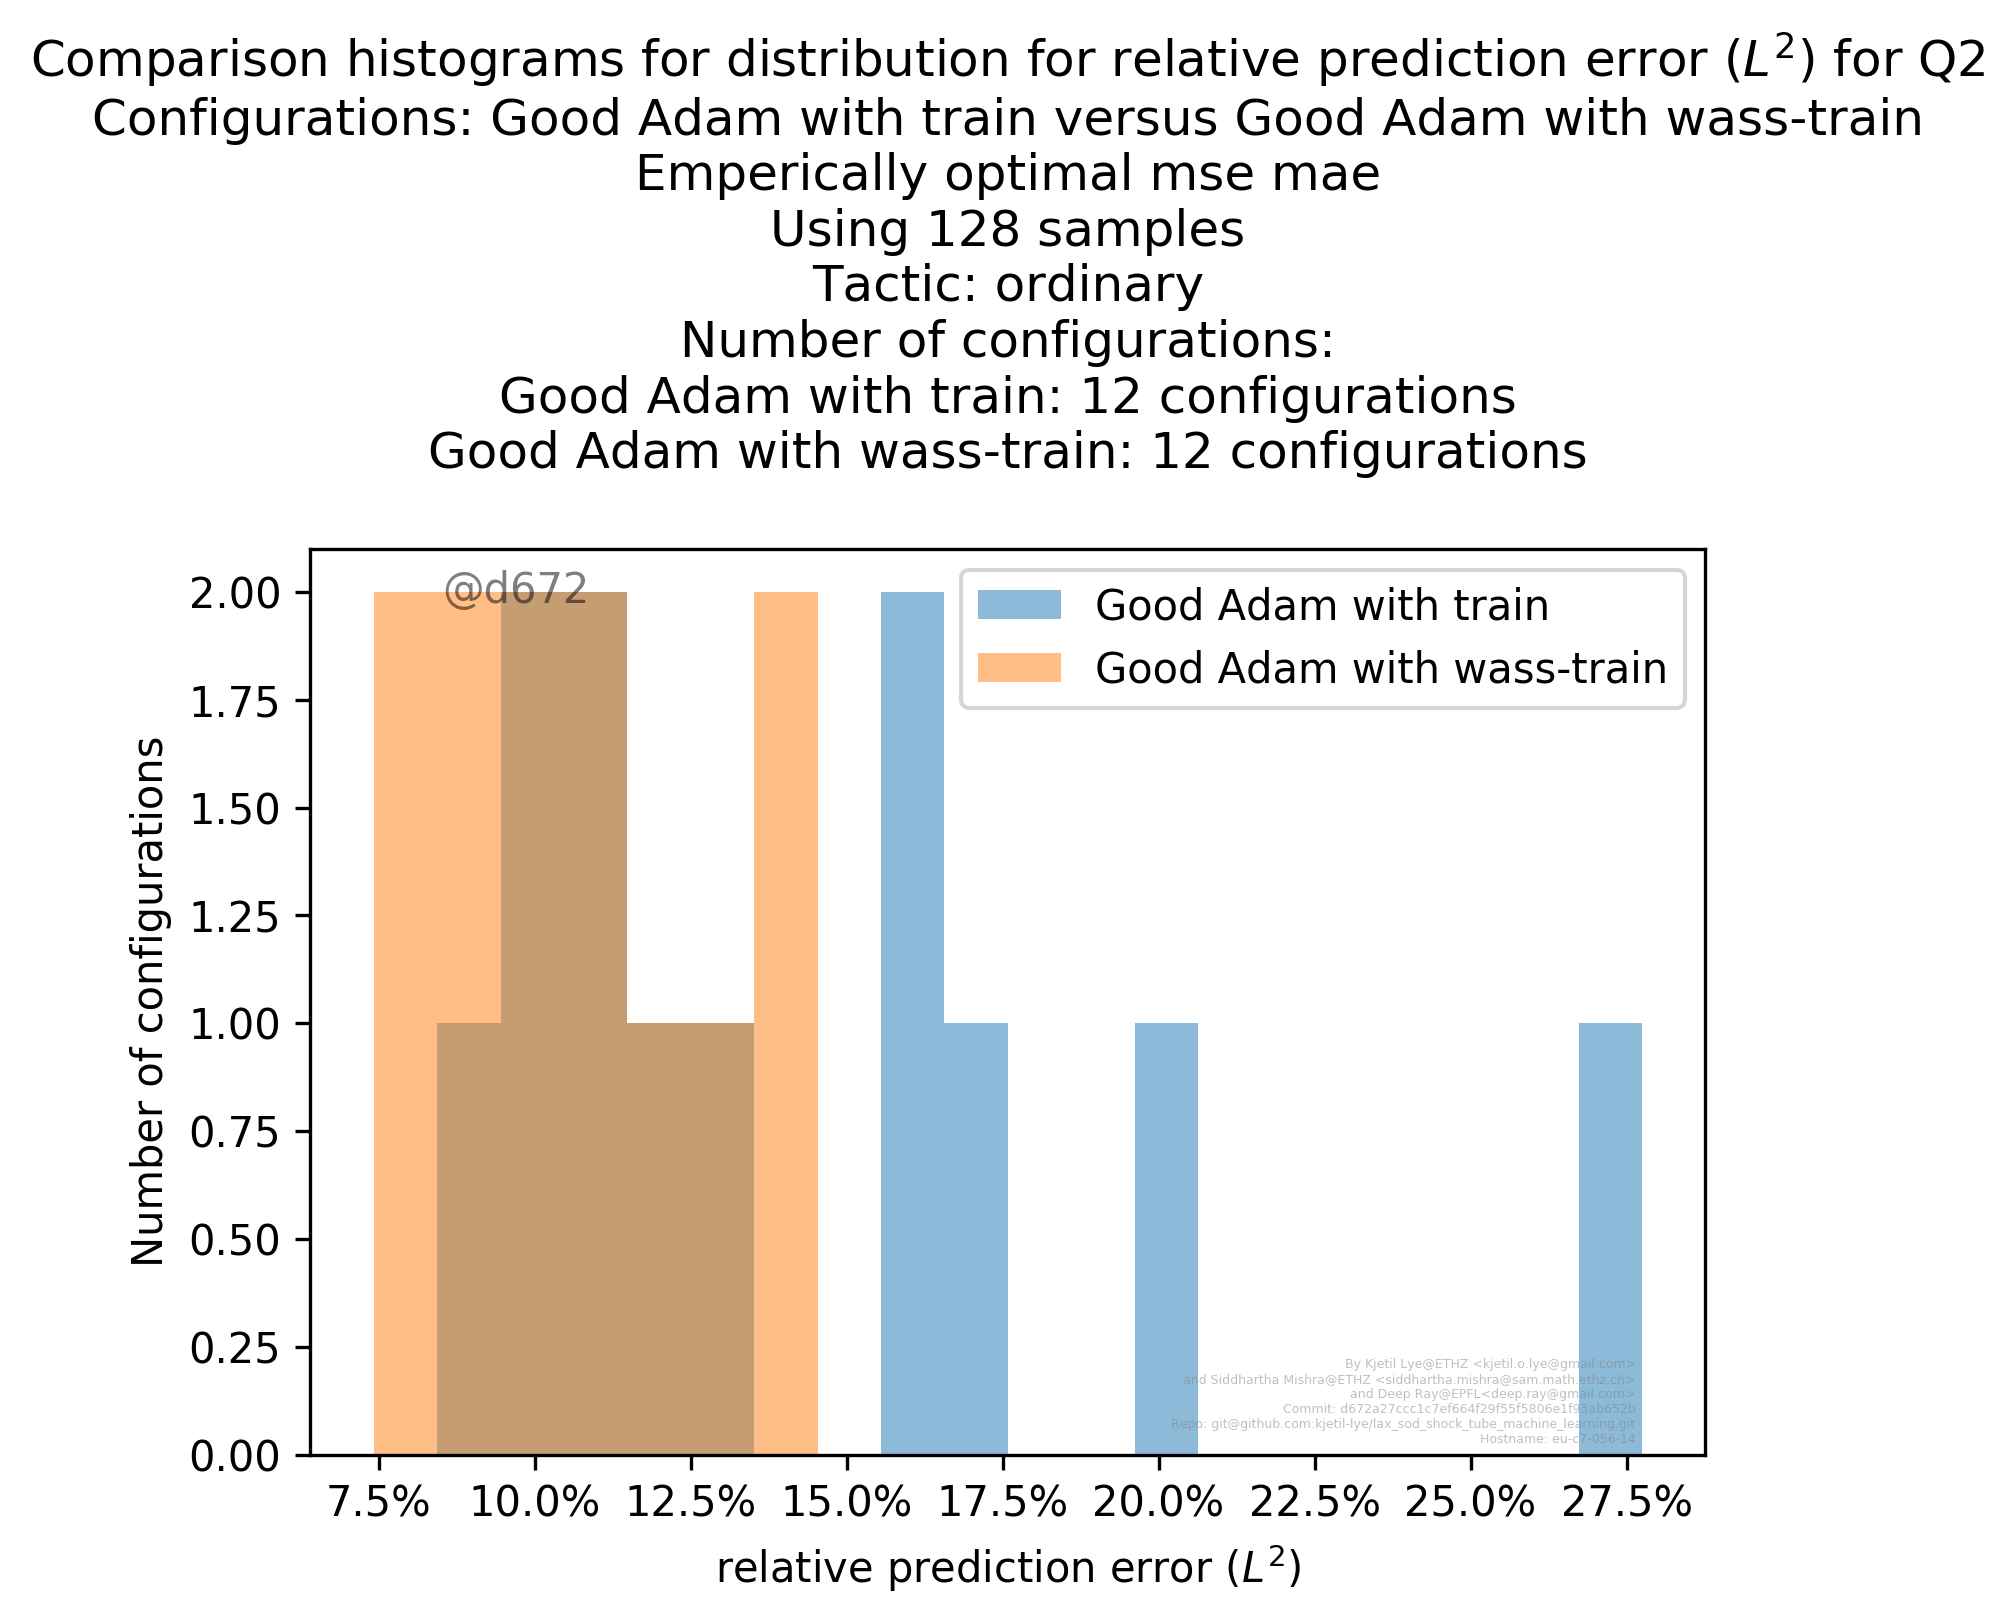 Comparison histograms for distribution for relative prediction error (L²) for Q2
Configurations: Good Adam with train versus Good Adam with wass-train
Emperically optimal mse mae
Using 128 samples
Tactic: ordinary
Number of configurations:
Good Adam with train: 12 configurations
Good Adam with wass-train: 12 configurations
@d672
Good Adam with train
Good Adam with wass-train
Number of configurations
2.00
1.75
1.50
1.25
1.00
0.75
0.50
0.25
0.00
By Kjetil Lye@ETHZ <kjetil.o.lye@gmail.com>
and Siddhartha Mishra@ETHZ <siddhartha.mishra@sam.math.ethz.ch>
and Deep Ray@EPFL<deep.ray@gmail.com>
Commit: d672a27ccc1c7ef664f29f55f5806e1f93ab652b
Repo: git@github.com:kjetil-lye/lax_sod_shock_tube_machine_learning.git
Hostname: eu-c7-056-14
7.5% 10.0% 12.5% 15.0% 17.5% 20.0% 22.5% 25.0% 27.5%
relative prediction error (L²)